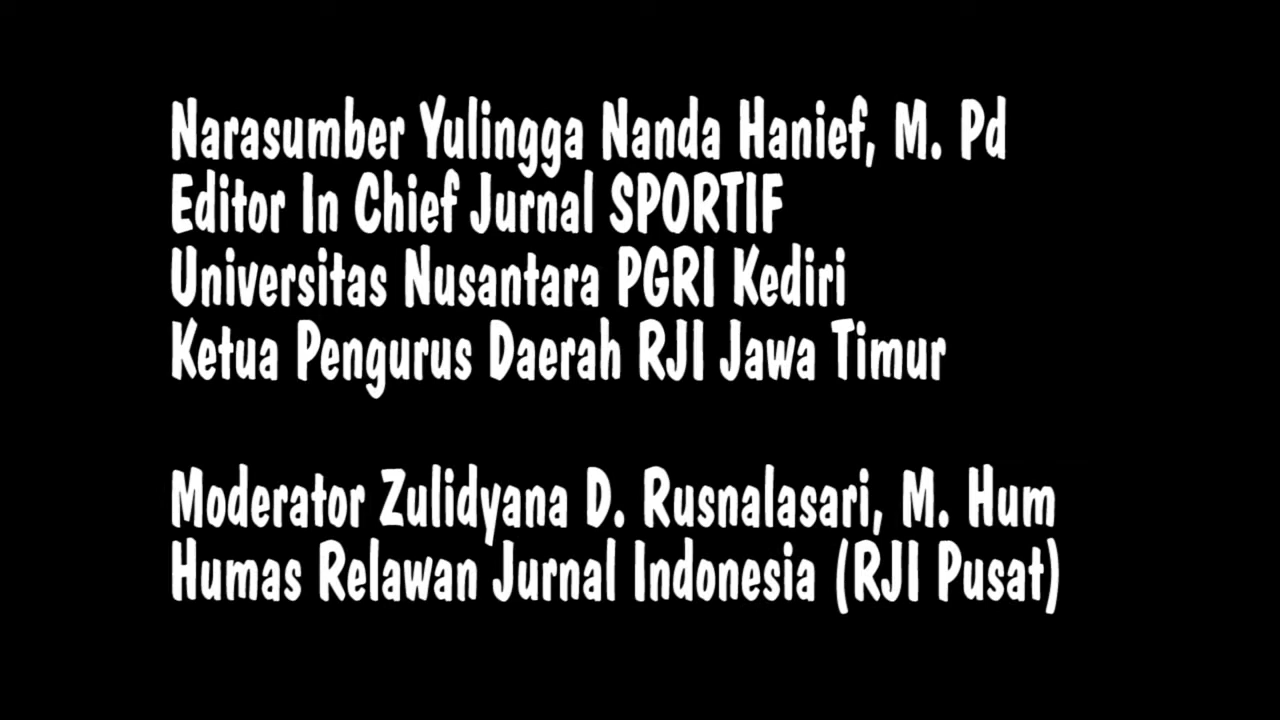 Narasumber Yulingga Nanda Hanief, M. Pd
Editor In Chief Jurnal SPORTIF
Universitas Nusantara PGRI Kediri
Ketua Pengurus Daerah RJI Jawa Timur
Moderator Zulidyana D. Rusnalasari, M. Hum
Humas Relawan Jurnal Indonesia (RJI Pusat)